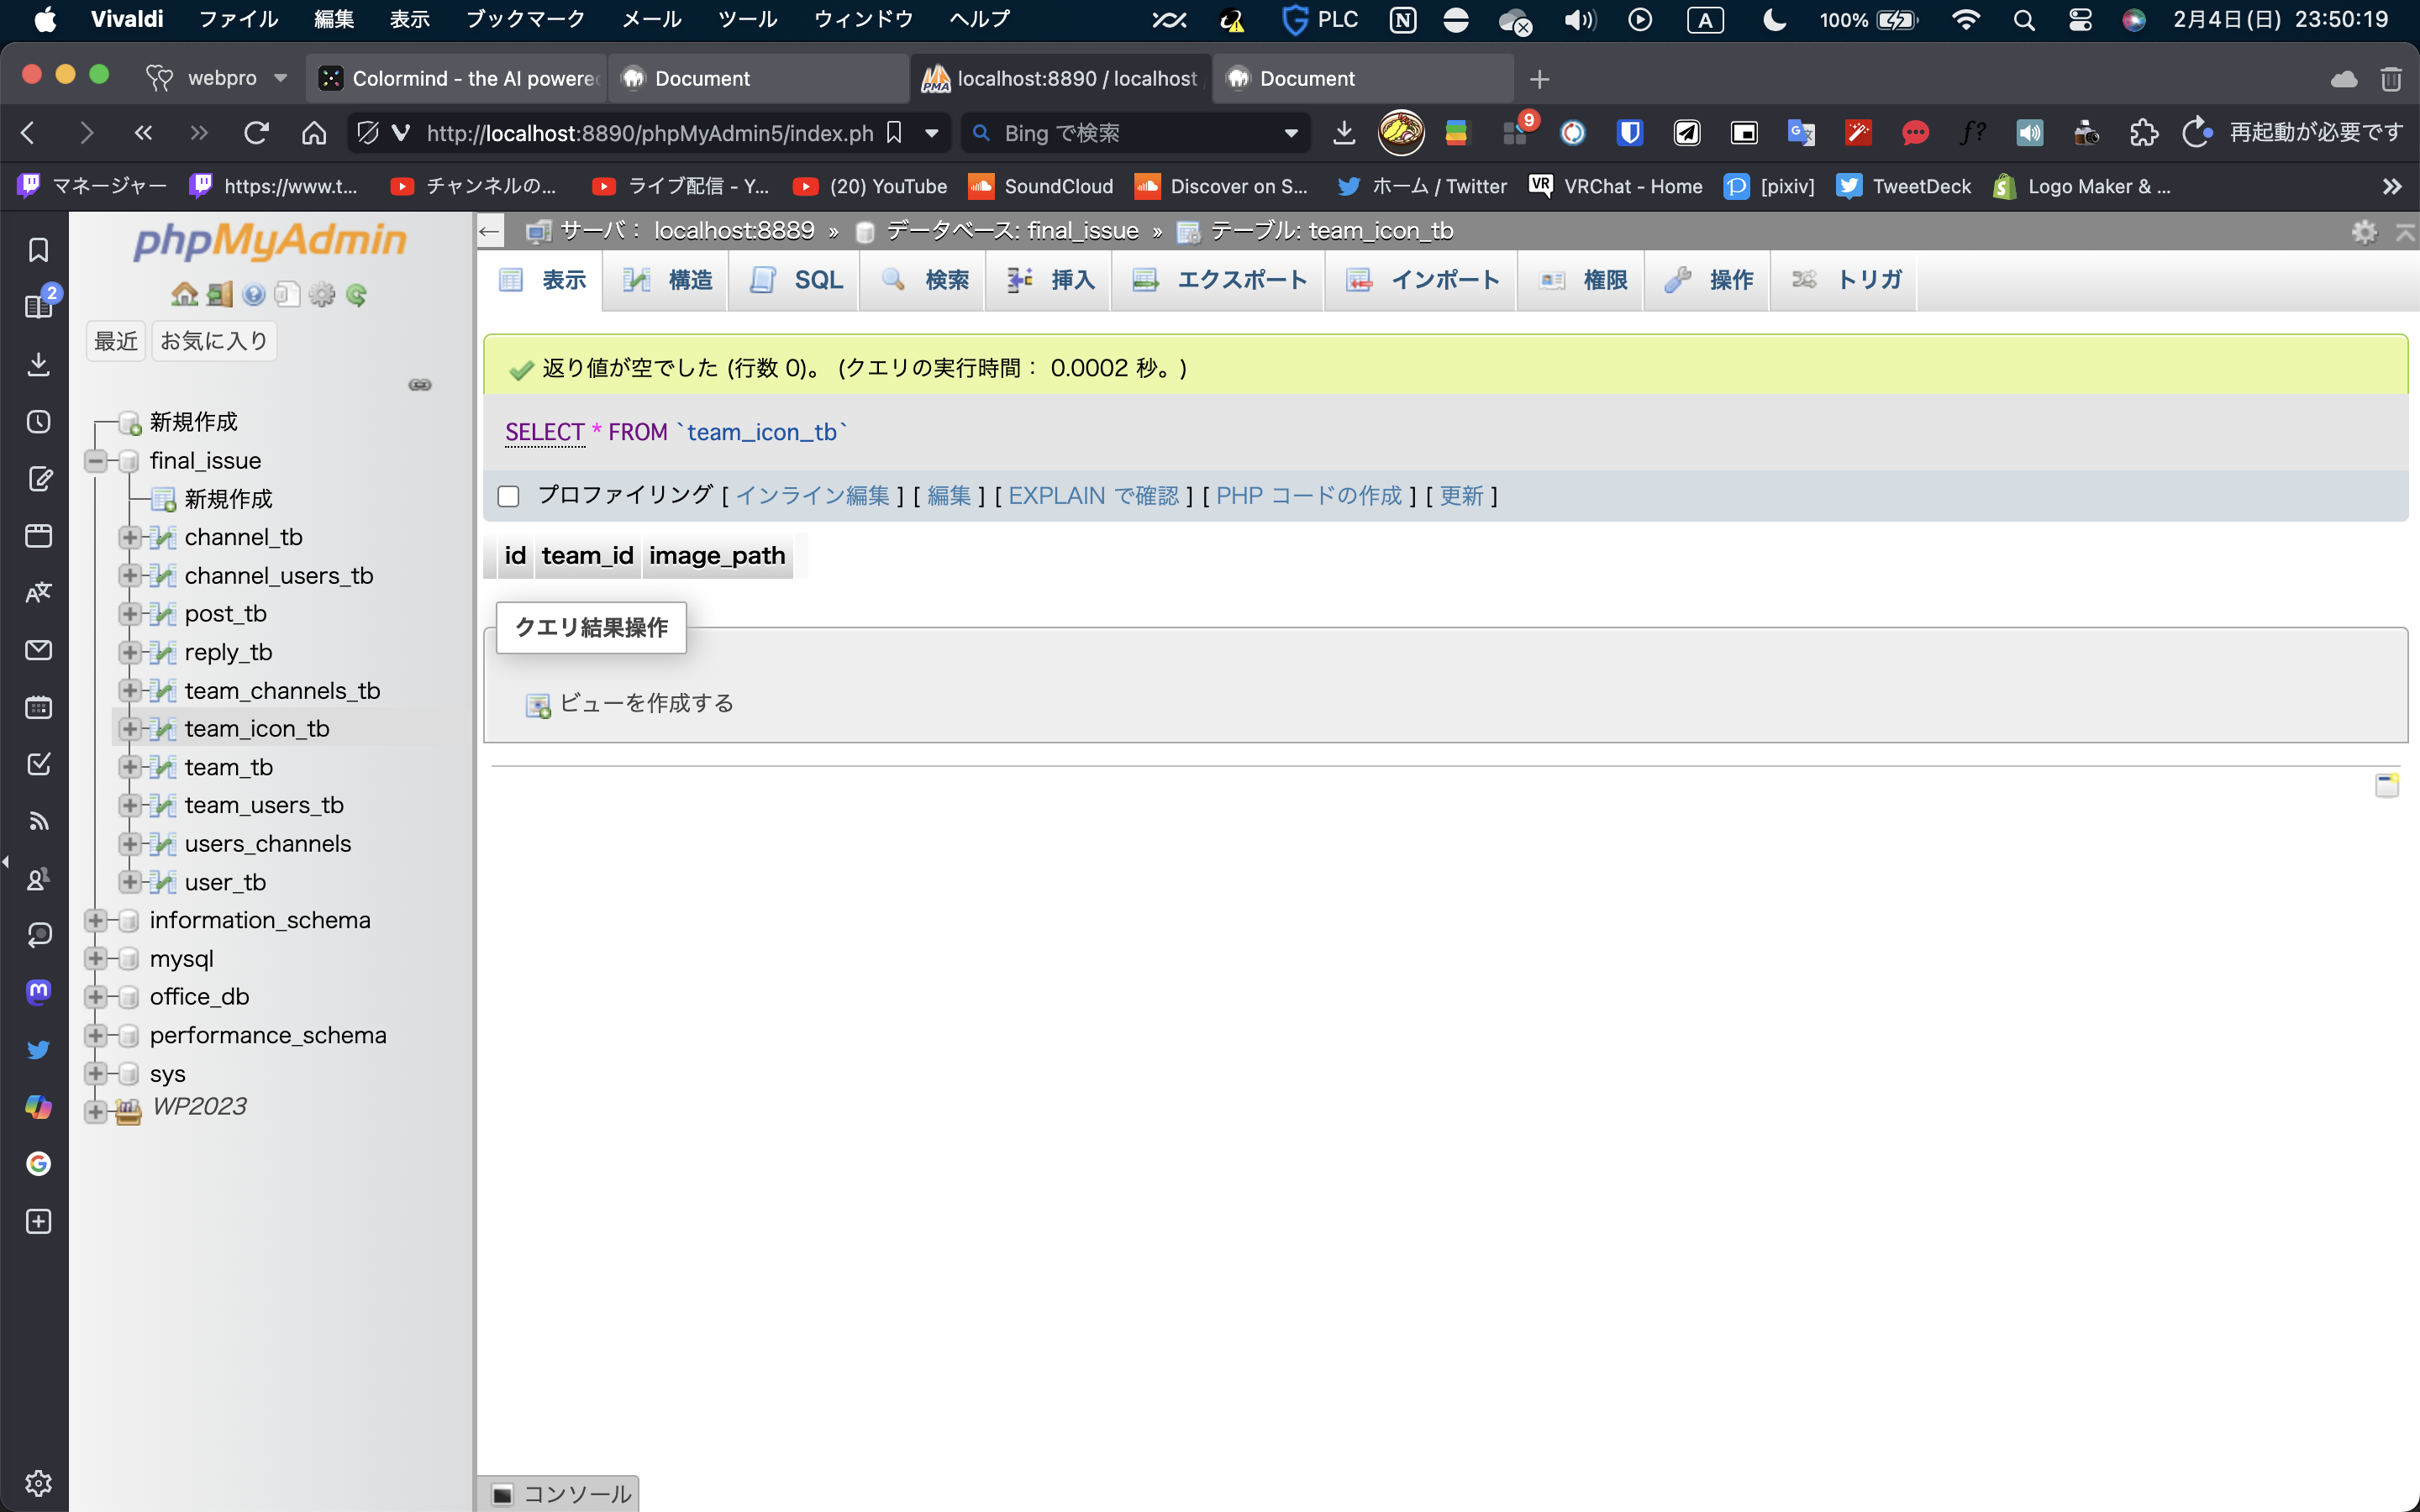 Vivaldi ファイル 編集 表示 ブックマーク メール ツール ウィンドウ ヘルプ PLC A 100% 2月4日(日) 23:50:19
webpro Colormind - the AI powere Document localhost:8890 / localhost Document
http://localhost:8890/phpMyAdmin5/index.ph Bing で検索 9 再起動が必要です
マネージャー https://www.t... チャンネルの... ライブ配信 - Y... (20) YouTube SoundCloud Discover on S... ホーム / Twitter VRChat - Home [pixiv] TweetDeck Logo Maker & ...
phpMyAdmin
サーバ: localhost:8889 » データベース: final_issue » テーブル: team_icon_tb
表示 構造 SQL 検索 挿入 エクスポート インポート 権限 操作 トリガ
2
最近 お気に入り
返り値が空でした (行数 0)。 (クエリの実行時間: 0.0002 秒。)
SELECT * FROM `team_icon_tb`
プロファイリング [ インライン編集 ] [ 編集 ] [ EXPLAIN で確認 ] [ PHP コードの作成 ] [ 更新 ]
id team_id image_path
クエリ結果操作
ビューを作成する
新規作成
final_issue
新規作成
channel_tb
channel_users_tb
post_tb
reply_tb
team_channels_tb
team_icon_tb
team_tb
team_users_tb
users_channels
user_tb
information_schema
mysql
office_db
performance_schema
sys
WP2023
コンソール